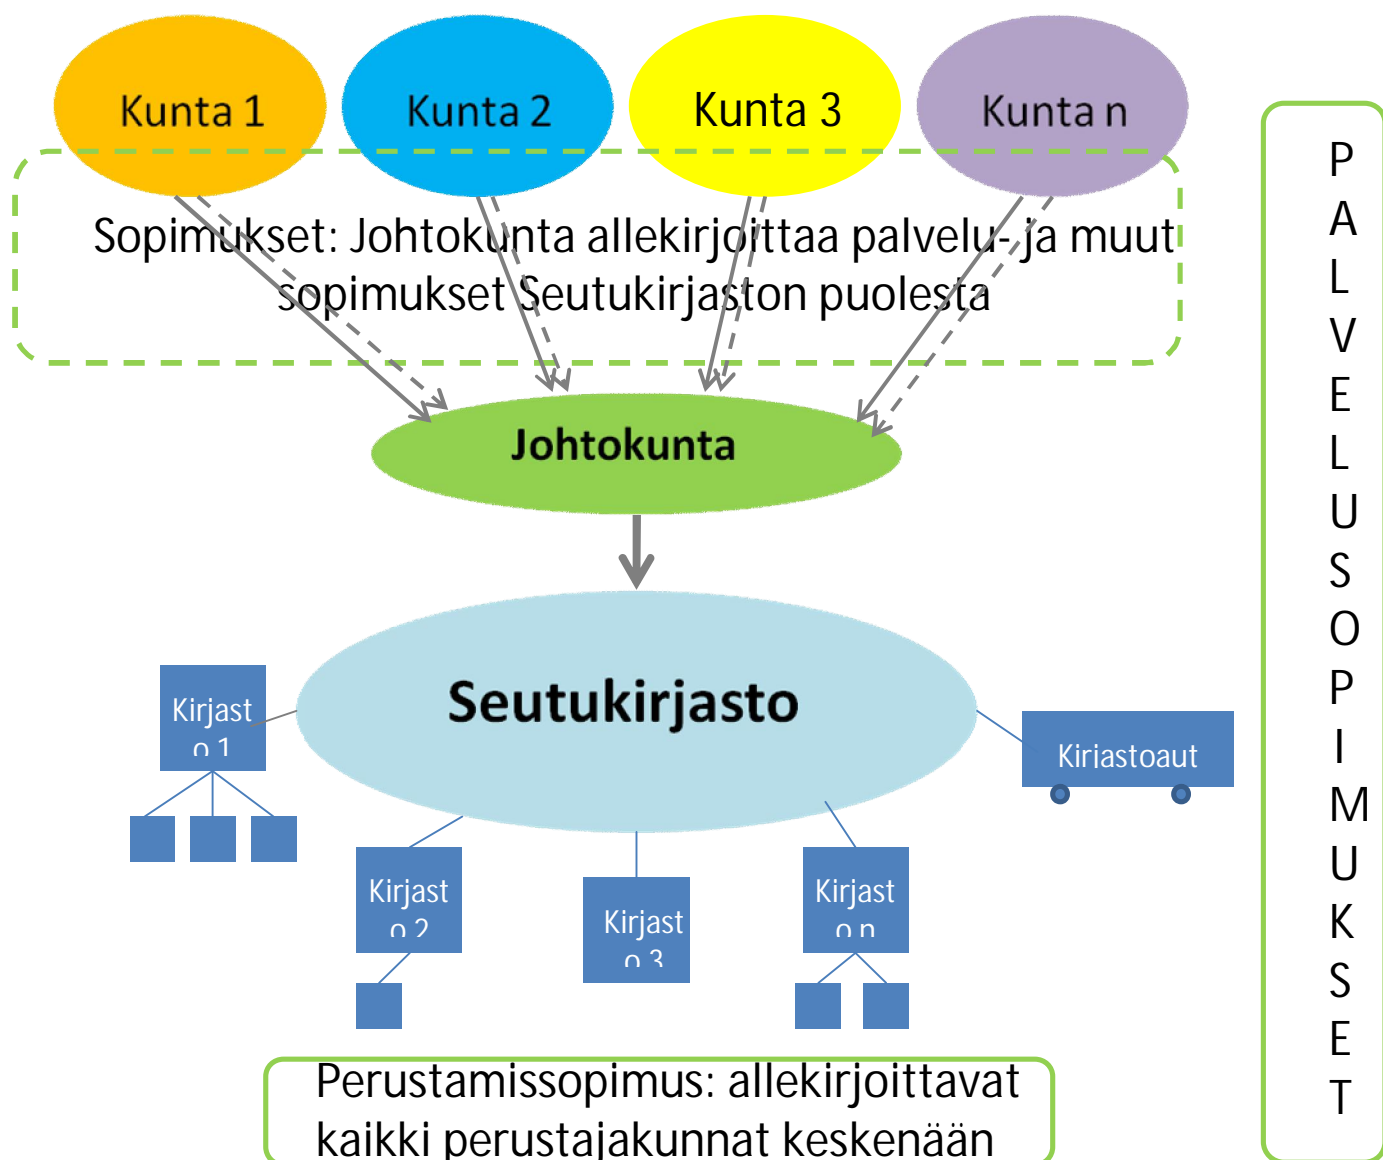 Kunta 1
Kunta 2
Kunta 3
Kunta n
Sopimukset: Johtokunta allekirjoittaa palvelu- ja muut
sopimukset Seutukirjaston puolesta
Johtokunta
Seutukirjasto
Kirjast
o 1
Kirjast
o 2
Kirjast
o 3
Kirjast
o n
Kirjastoaut
Perustamissopimus: allekirjoittavat
kaikki perustajakunnat keskenään
P
A
L
V
E
L
U
S
O
P
I
M
U
K
S
E
T